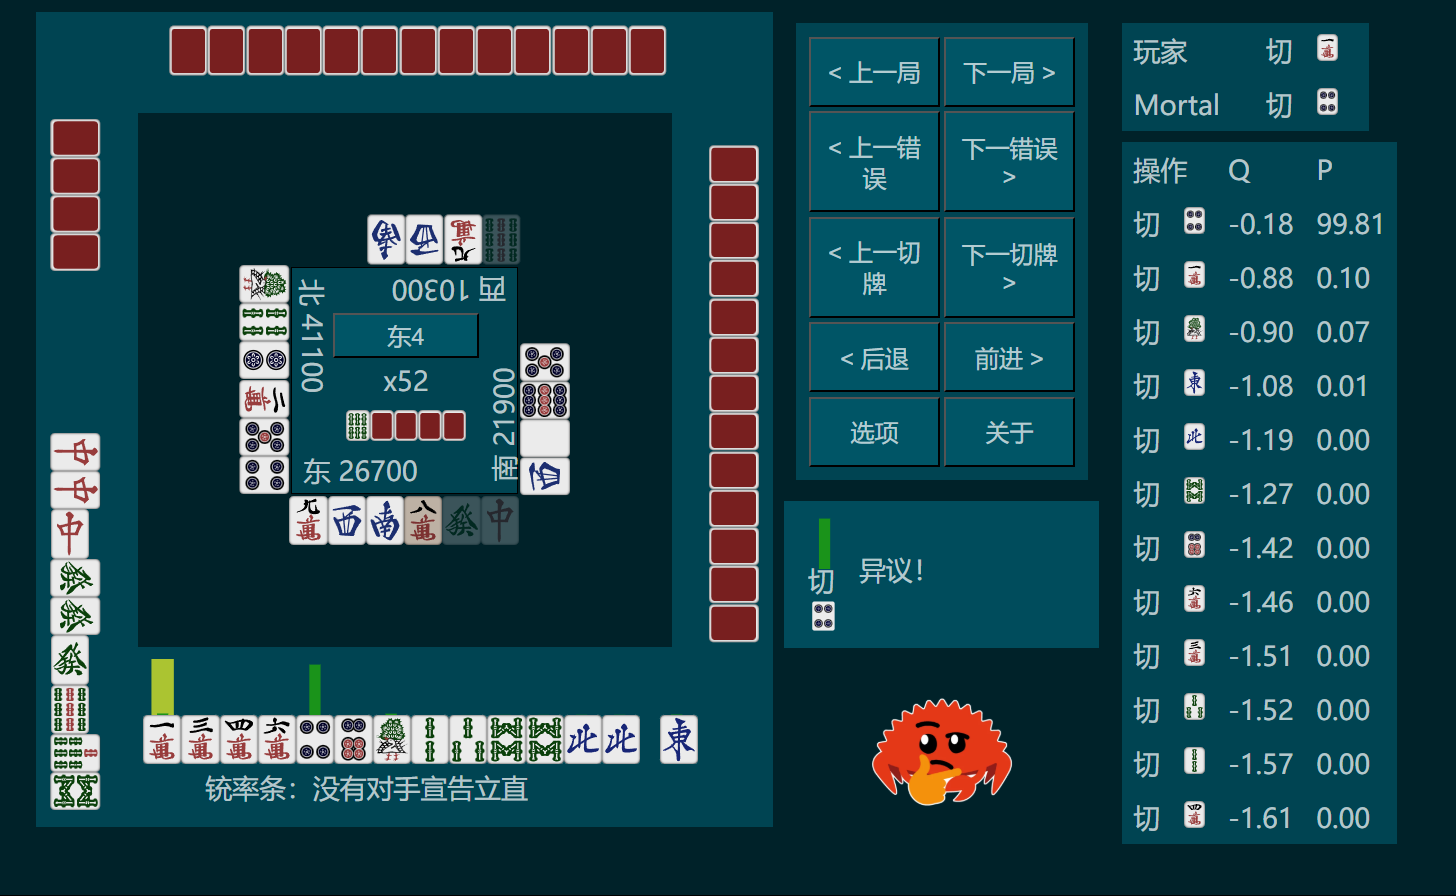 西 10300
北 41100
东4
x52
南 21900
东 26700
铳率条：没有对手宣告立直
< 上一局
下一局 >
< 上一错误
下一错误 >
< 上一切牌
下一切牌 >
< 后退
前进 >
选项
关于
切
异议！
玩家 切
Mortal 切
操作 Q P
切 -0.18 99.81
切 -0.88 0.10
切 -0.90 0.07
切 -1.08 0.01
切 -1.19 0.00
切 -1.27 0.00
切 -1.42 0.00
切 -1.46 0.00
切 -1.51 0.00
切 -1.52 0.00
切 -1.57 0.00
切 -1.61 0.00